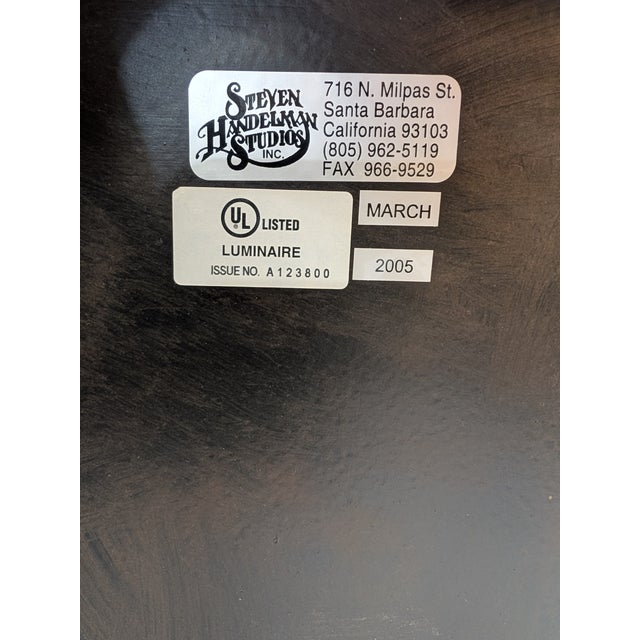 STEVEN
HANDELMAN
STUDIOS
INC.
716 N. Milpas St.
Santa Barbara
California 93103
(805) 962-5119
FAX 966-9529
UL LISTED
LUMINAIRE
ISSUE NO. A123800
MARCH
2005